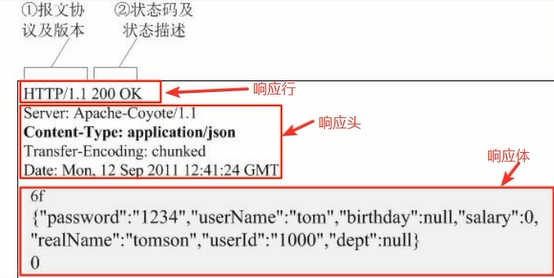 ①报文协
议及版本
②状态码及
状态描述
HTTP/1.1 200 OK
响应行
Server: Apache-Coyote/1.1
Content-Type: application/json
响应头
Transfer-Encoding: chunked
Date: Mon, 12 Sep 2011 12:41:24 GMT
响应体
6f
{"password":"1234","userName":"tom","birthday":null,"salary":0,
"realName":"tomson","userId":"1000","dept":null}
0